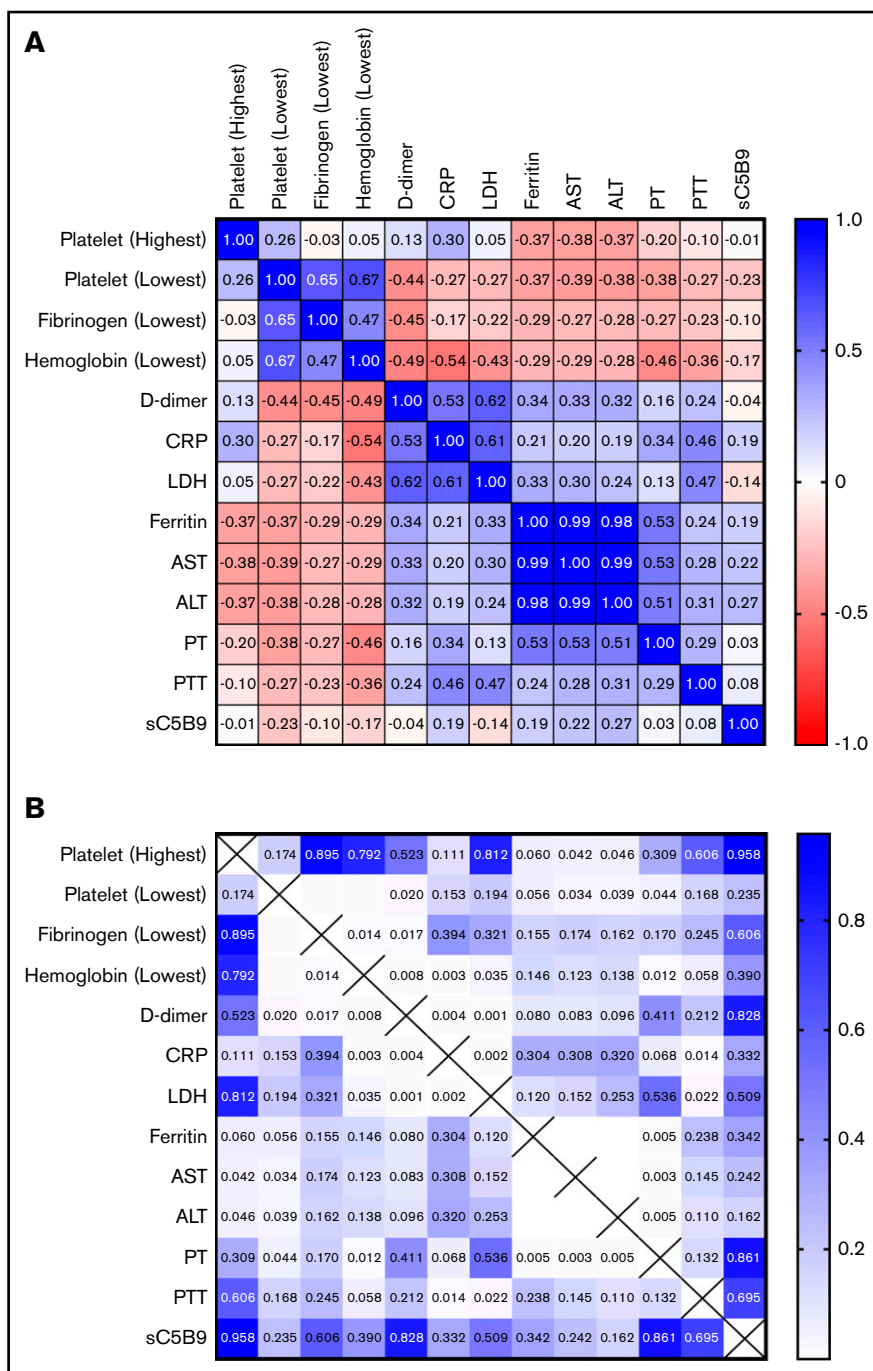 A
Platelet (Highest) Platelet (Lowest) Fibrinogen (Lowest) Hemoglobin (Lowest) D-dimer CRP LDH Ferritin AST ALT PT PTT sC5B9
Platelet (Highest) 1.00 0.26 -0.03 0.05 0.13 0.30 0.05 -0.37 -0.38 -0.37 -0.20 -0.10 -0.01
Platelet (Lowest) 0.26 1.00 0.65 0.67 -0.44 -0.27 -0.27 -0.37 -0.39 -0.38 -0.38 -0.27 -0.23
Fibrinogen (Lowest) -0.03 0.65 1.00 0.47 -0.45 -0.17 -0.22 -0.29 -0.27 -0.28 -0.27 -0.23 -0.10
Hemoglobin (Lowest) 0.05 0.67 0.47 1.00 -0.49 -0.54 -0.43 -0.29 -0.29 -0.28 -0.46 -0.36 -0.17
D-dimer 0.13 -0.44 -0.45 -0.49 1.00 0.53 0.62 0.34 0.33 0.32 0.16 0.24 -0.04
CRP 0.30 -0.27 -0.17 -0.54 0.53 1.00 0.61 0.21 0.20 0.19 0.34 0.46 0.19
LDH 0.05 -0.27 -0.22 -0.43 0.62 0.61 1.00 0.33 0.30 0.24 0.13 0.47 -0.14
Ferritin -0.37 -0.37 -0.29 -0.29 0.34 0.21 0.33 1.00 0.99 0.98 0.53 0.24 0.19
AST -0.38 -0.39 -0.27 -0.29 0.33 0.20 0.30 0.99 1.00 0.99 0.53 0.28 0.22
ALT -0.37 -0.38 -0.28 -0.28 0.32 0.19 0.24 0.98 0.99 1.00 0.51 0.31 0.27
PT -0.20 -0.38 -0.27 -0.46 0.16 0.34 0.13 0.53 0.53 0.51 1.00 0.29 0.03
PTT -0.10 -0.27 -0.23 -0.36 0.24 0.46 0.47 0.24 0.28 0.31 0.29 1.00 0.08
sC5B9 -0.01 -0.23 -0.10 -0.17 -0.04 0.19 -0.14 0.19 0.22 0.27 0.03 0.08 1.00
1.0
0.5
0
-0.5
-1.0
B
Platelet (Highest) 0.174 0.895 0.792 0.523 0.111 0.812 0.060 0.042 0.046 0.309 0.606 0.958
Platelet (Lowest) 0.174 0.020 0.153 0.194 0.056 0.034 0.039 0.044 0.168 0.235
Fibrinogen (Lowest) 0.895 0.014 0.017 0.394 0.321 0.155 0.174 0.162 0.170 0.245 0.606
Hemoglobin (Lowest) 0.792 0.014 0.008 0.003 0.035 0.146 0.123 0.138 0.012 0.058 0.390
D-dimer 0.523 0.020 0.017 0.008 0.004 0.001 0.080 0.083 0.096 0.411 0.212 0.828
CRP 0.111 0.153 0.394 0.003 0.004 0.002 0.304 0.308 0.320 0.068 0.014 0.332
LDH 0.812 0.194 0.321 0.035 0.001 0.002 0.120 0.152 0.253 0.536 0.022 0.509
Ferritin 0.060 0.056 0.155 0.146 0.080 0.304 0.120 0.005 0.238 0.342
AST 0.042 0.034 0.174 0.123 0.083 0.308 0.152 0.003 0.145 0.242
ALT 0.046 0.039 0.162 0.138 0.096 0.320 0.253 0.005 0.110 0.162
PT 0.309 0.044 0.170 0.012 0.411 0.068 0.536 0.005 0.003 0.005 0.132 0.861
PTT 0.606 0.168 0.245 0.058 0.212 0.014 0.022 0.238 0.145 0.110 0.132 0.695
sC5B9 0.958 0.235 0.606 0.390 0.828 0.332 0.509 0.342 0.242 0.162 0.861 0.695
0.8
0.6
0.4
0.2